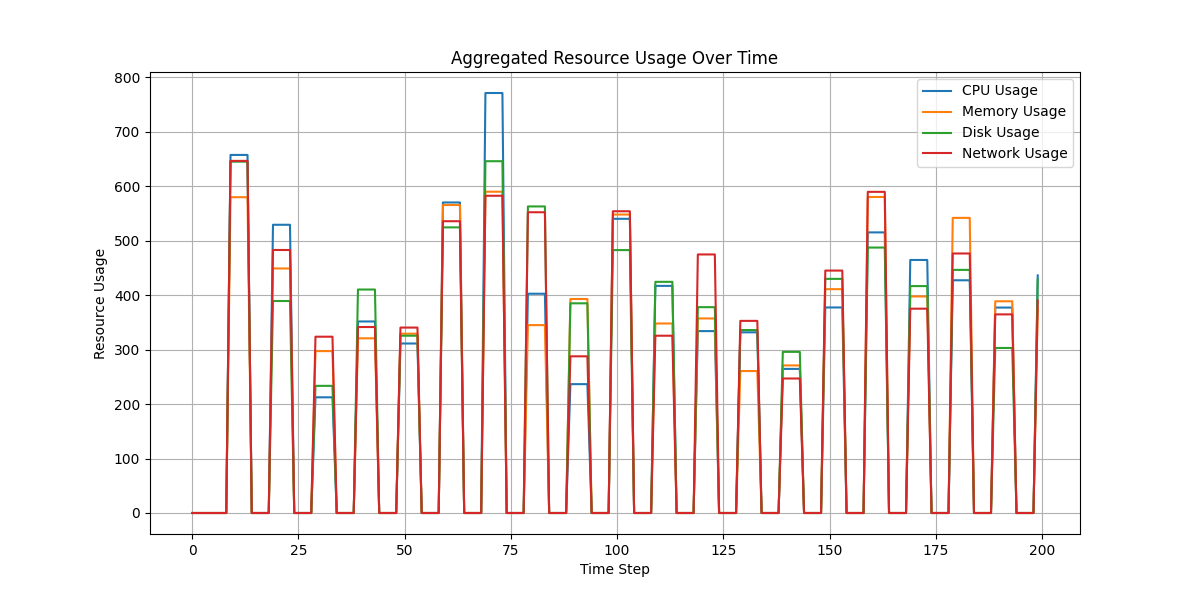 Aggregated Resource Usage Over Time
800
700
600
500
400
300
200
100
0
Resource Usage
CPU Usage
Memory Usage
Disk Usage
Network Usage
0 25 50 75 100 125 150 175 200
Time Step